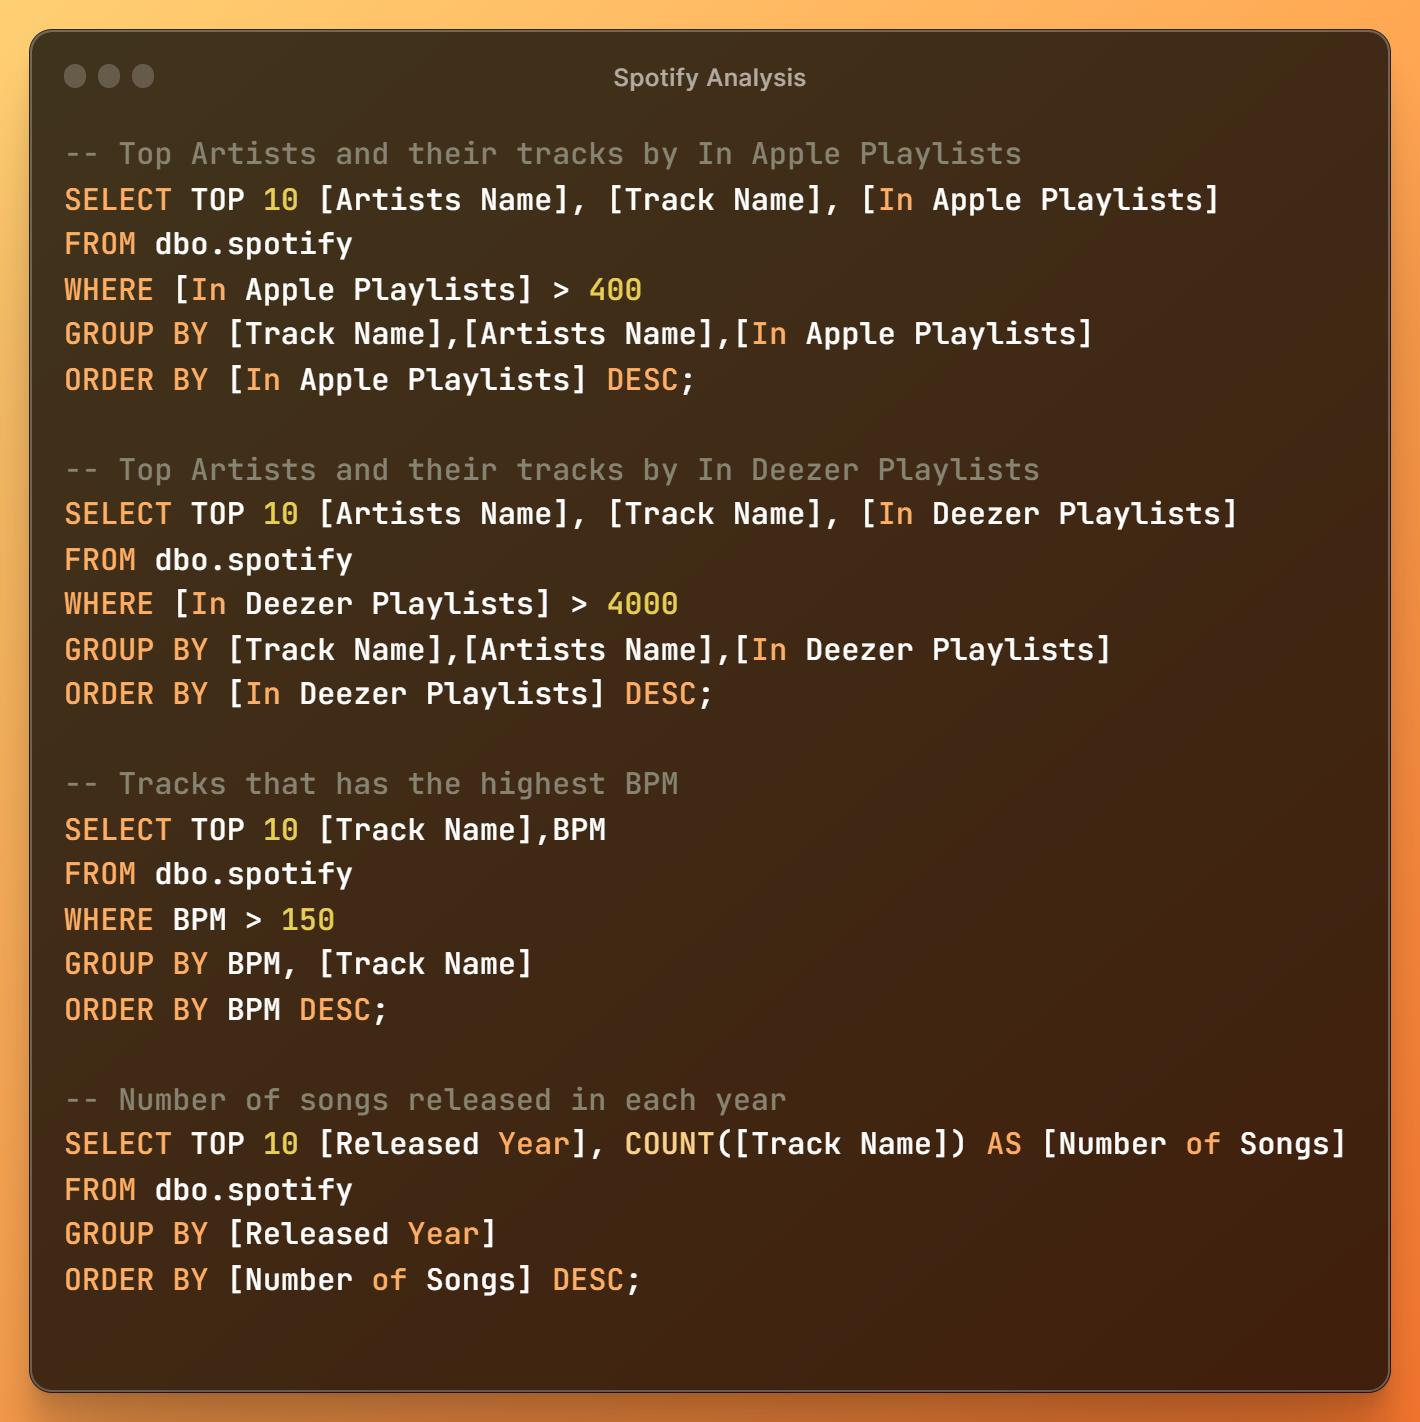 Spotify Analysis
-- Top Artists and their tracks by In Apple Playlists
SELECT TOP 10 [Artists Name], [Track Name], [In Apple Playlists]
FROM dbo.spotify
WHERE [In Apple Playlists] > 400
GROUP BY [Track Name],[Artists Name],[In Apple Playlists]
ORDER BY [In Apple Playlists] DESC;
-- Top Artists and their tracks by In Deezer Playlists
SELECT TOP 10 [Artists Name], [Track Name], [In Deezer Playlists]
FROM dbo.spotify
WHERE [In Deezer Playlists] > 4000
GROUP BY [Track Name],[Artists Name],[In Deezer Playlists]
ORDER BY [In Deezer Playlists] DESC;
-- Tracks that has the highest BPM
SELECT TOP 10 [Track Name],BPM
FROM dbo.spotify
WHERE BPM > 150
GROUP BY BPM, [Track Name]
ORDER BY BPM DESC;
-- Number of songs released in each year
SELECT TOP 10 [Released Year], COUNT([Track Name]) AS [Number of Songs]
FROM dbo.spotify
GROUP BY [Released Year]
ORDER BY [Number of Songs] DESC;